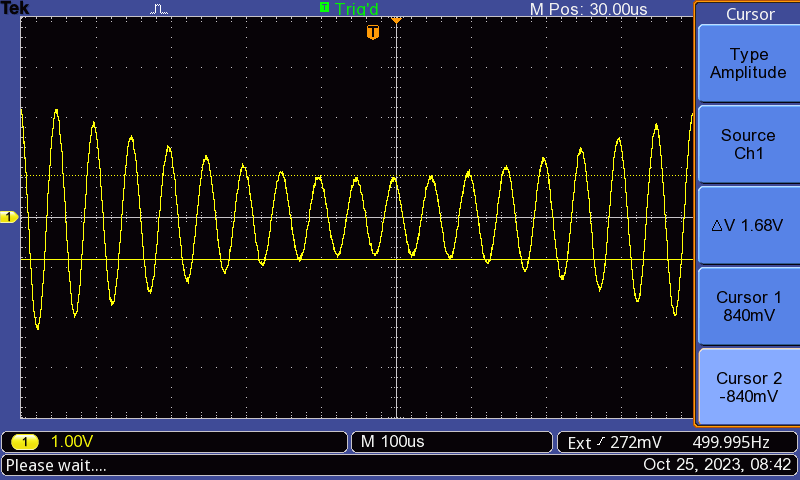 Tek
T Trig'd
M Pos: 30.00us
Cursor
T
Type
Amplitude
Source
Ch1
1
△V 1.68V
Cursor 1
840mV
Cursor 2
-840mV
1 1.00V
M 100us
Ext 272mV
499.995Hz
Please wait....
Oct 25, 2023, 08:42